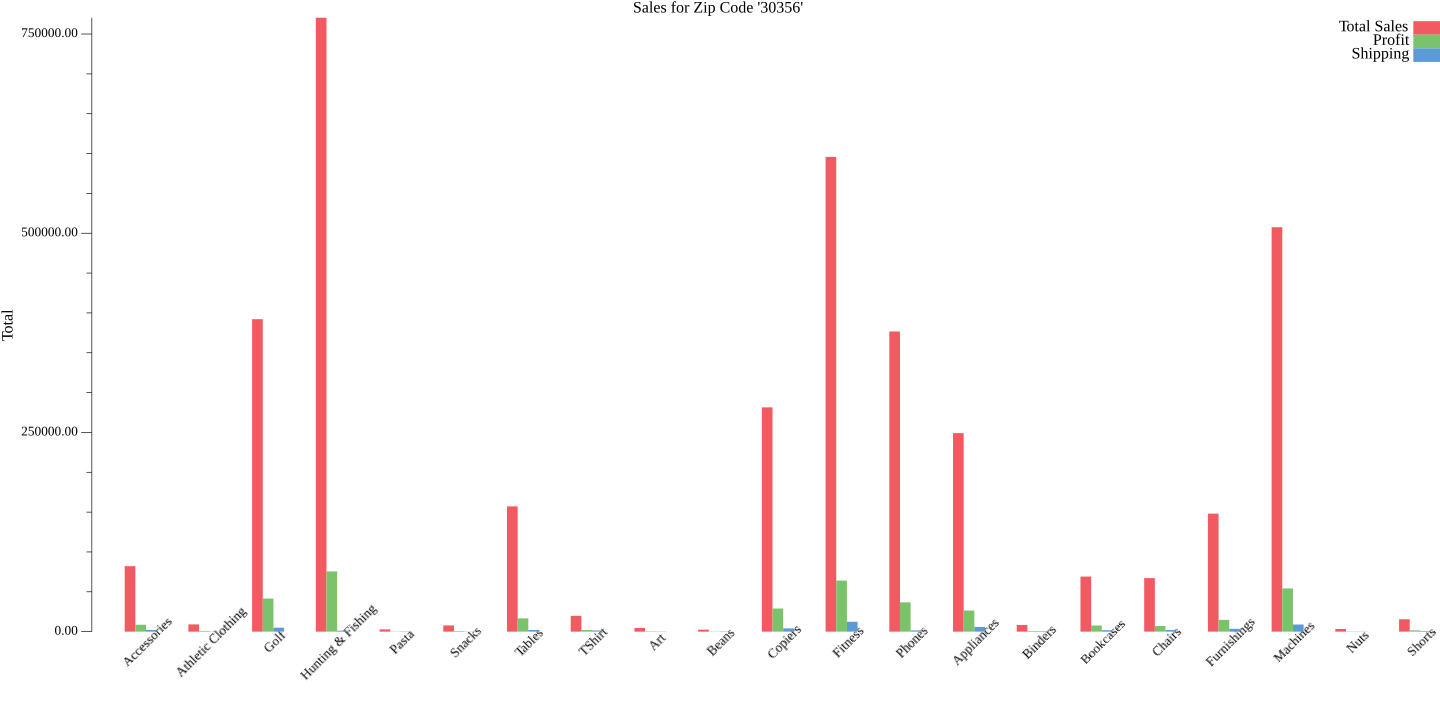 Sales for Zip Code '30356'
Total Sales
Profit
Shipping
750000.00
500000.00
250000.00
0.00
Total
Accessories
Athletic Clothing
Golf
Hunting & Fishing
Pasta
Snacks
Tables
TShirt
Art
Beans
Copiers
Fitness
Phones
Appliances
Binders
Bookcases
Chairs
Furnishings
Machines
Nuts
Shorts